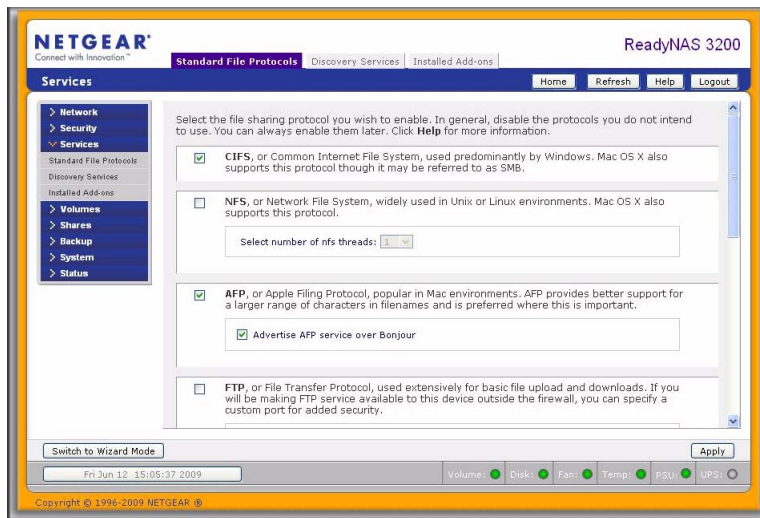 NETGEAR®
Connect with Innovation™
ReadyNAS 3200
Standard File Protocols
Discovery Services
Installed Add-ons
Services
Home
Refresh
Help
Logout
> Network
> Security
Services
Standard File Protocols
Discovery Services
Installed Add-ons
> Volumes
> Shares
> Backup
> System
> Status
Select the file sharing protocol you wish to enable. In general, disable the protocols you do not intend
to use. You can always enable them later. Click Help for more information.
CIFS, or Common Internet File System, used predominantly by Windows. Mac OS X also
supports this protocol though it may be referred to as SMB.
NFS, or Network File System, widely used in Unix or Linux environments. Mac OS X also
supports this protocol.
Select number of nfs threads: 1
AFP, or Apple Filing Protocol, popular in Mac environments. AFP provides better support for
a larger range of characters in filenames and is preferred where this is important.
Advertise AFP service over Bonjour
FTP, or File Transfer Protocol, used extensively for basic file upload and downloads. If you
will be making FTP service available to this device outside the firewall, you can specify a
custom port for added security.
Switch to Wizard Mode
Apply
Fri Jun 12 15:05:37 2009
Volume:
Disk:
Fan:
Temp:
PSU:
UPS:
Copyright © 1996-2009 NETGEAR ®